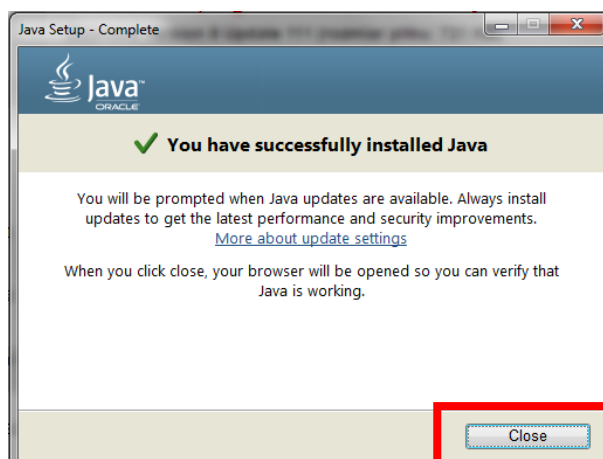 Java Setup - Complete
Java™
ORACLE
You have successfully installed Java
You will be prompted when Java updates are available. Always install
updates to get the latest performance and security improvements.
More about update settings
When you click close, your browser will be opened so you can verify that
Java is working.
Close